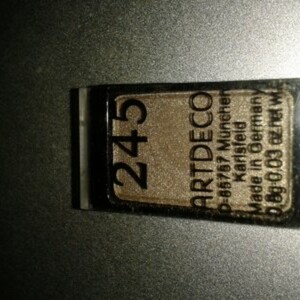 245
ARTDECO
D-85757 München
Karlsfeld
Made in Germany
0.8g 0.03 oz net wt